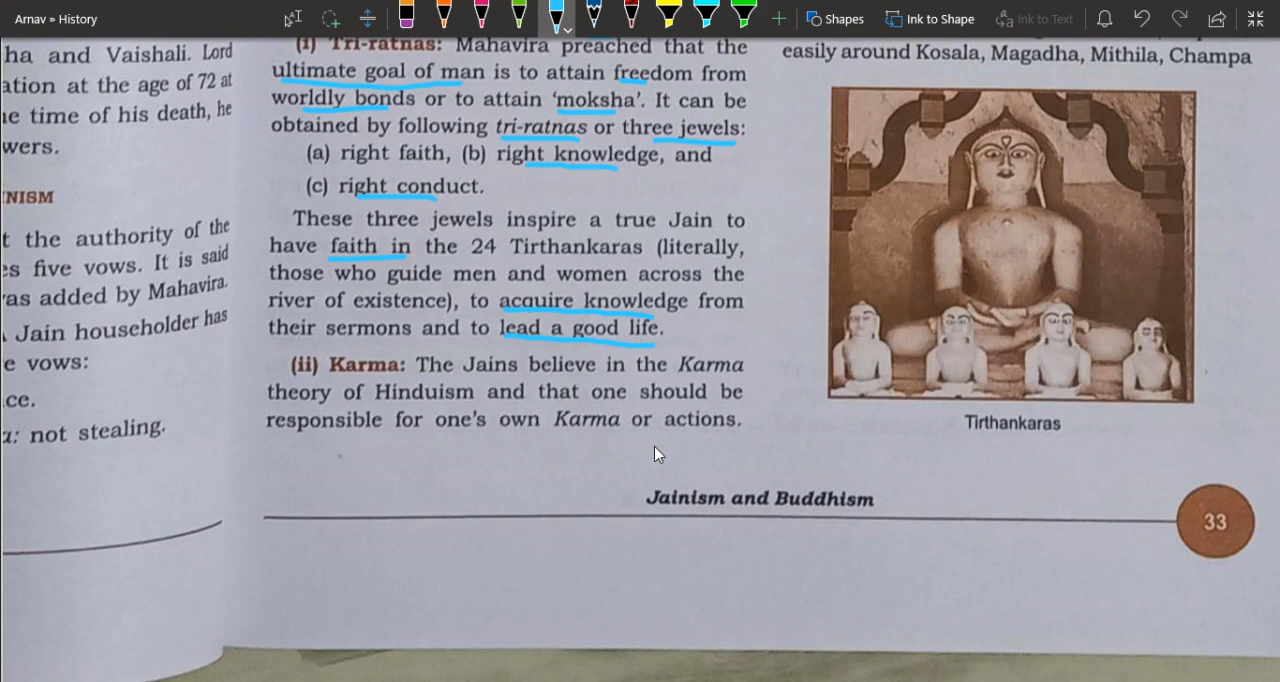 Arnav » History
Shapes
Ink to Shape
Ink to Text
ha and Vaishali. Lord
ation at the age of 72 at
e time of his death, he
wers.
NISM
t the authority of the
s five vows. It is said
as added by Mahavira.
Jain householder has
e vows:
ce.
: not stealing.
(i) Tri-ratnas: Mahavira preached that the
ultimate goal of man is to attain freedom from
worldly bonds or to attain ‘moksha’. It can be
obtained by following tri-ratnas or three jewels:
(a) right faith, (b) right knowledge, and
(c) right conduct.
These three jewels inspire a true Jain to
have faith in the 24 Tirthankaras (literally,
those who guide men and women across the
river of existence), to acquire knowledge from
their sermons and to lead a good life.
(ii) Karma: The Jains believe in the Karma
theory of Hinduism and that one should be
responsible for one’s own Karma or actions.
easily around Kosala, Magadha, Mithila, Champa
Tirthankaras
Jainism and Buddhism
33